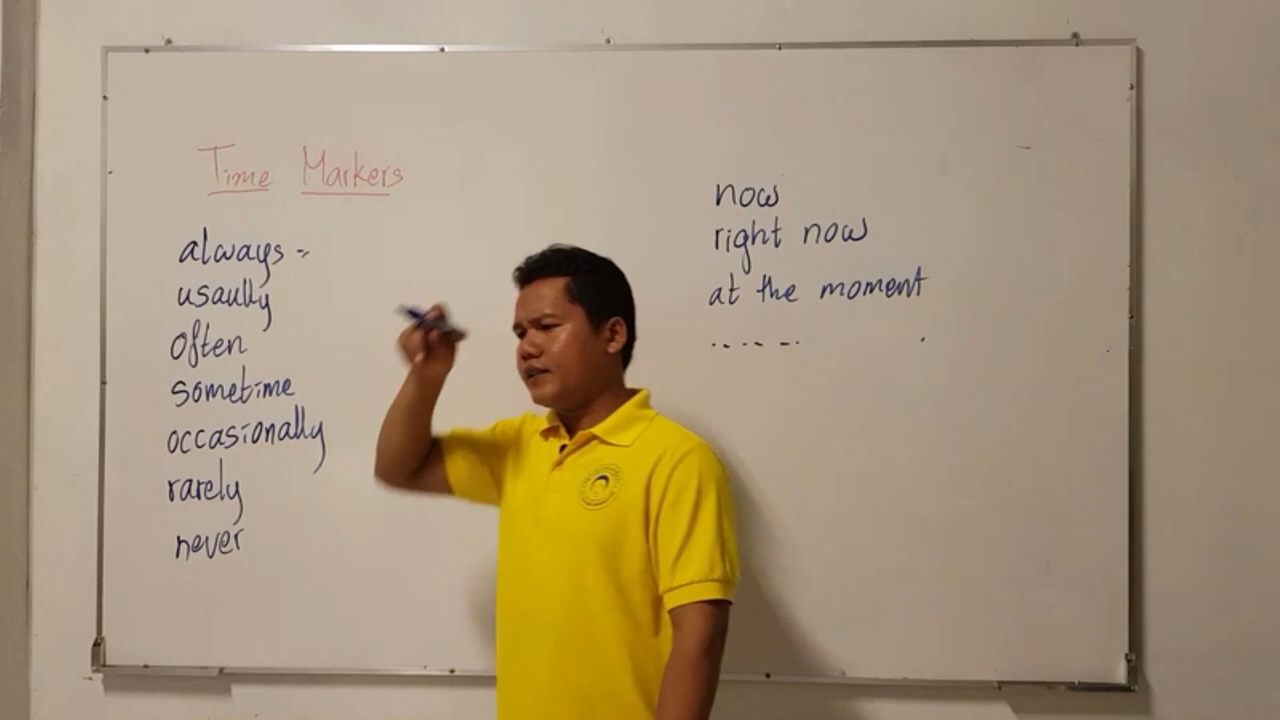 Time Markers
always =
usaully
often
sometime
occasionally
rarely
never
now
right now
at the moment